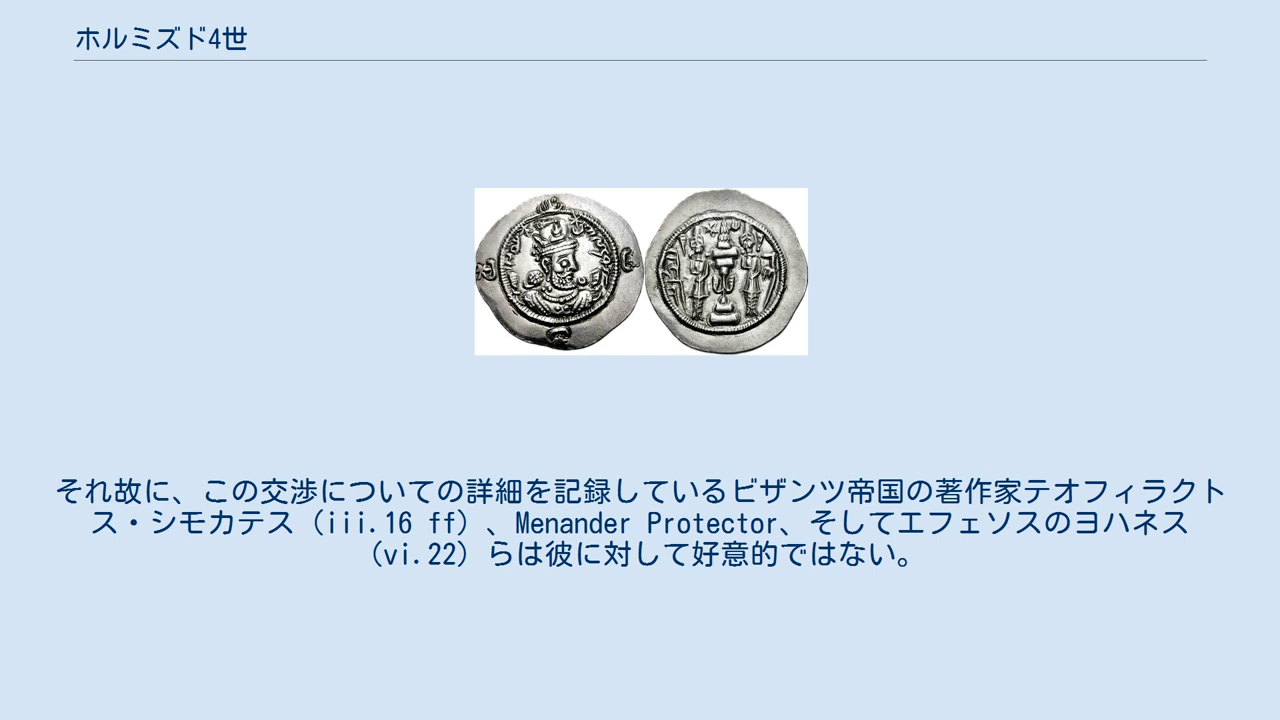 ホルミズド4世
それ故に、この交渉についての詳細を記録しているビザンツ帝国の著作家テオフィラクト
ス・シモカテス（iii.16 ff）、Menander Protector、そしてエフェソスのヨハネス
（vi.22）らは彼に対して好意的ではない。